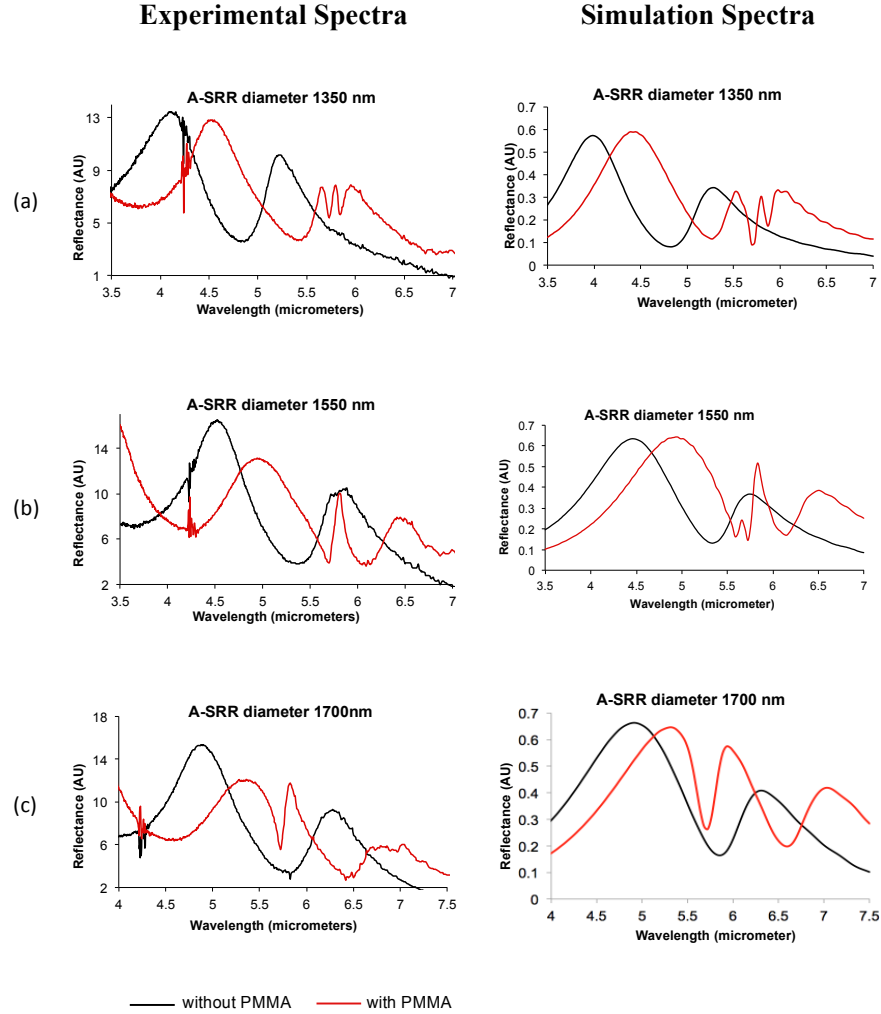 Experimental Spectra
Simulation Spectra
(a)
A-SRR diameter 1350 nm
Reflectance (AU)
13
9
5
1
3.5 4 4.5 5 5.5 6 6.5 7
Wavelength (micrometers)
A-SRR diameter 1350 nm
Reflectance (AU)
0.7
0.6
0.5
0.4
0.3
0.2
0.1
0
3.5 4 4.5 5 5.5 6 6.5 7
Wavelength (micrometer)
(b)
A-SRR diameter 1550 nm
Reflectance (AU)
14
10
6
2
3.5 4 4.5 5 5.5 6 6.5 7
Wavelength (micrometers)
A-SRR diameter 1550 nm
Reflectance (AU)
0.7
0.6
0.5
0.4
0.3
0.2
0.1
0
3.5 4 4.5 5 5.5 6 6.5 7
Wavelength (micrometer)
(c)
A-SRR diameter 1700nm
Reflectance (AU)
18
14
10
6
2
4 4.5 5 5.5 6 6.5 7 7.5
Wavelength (micrometers)
A-SRR diameter 1700 nm
Reflectance (AU)
0.7
0.6
0.5
0.4
0.3
0.2
0.1
0
4 4.5 5 5.5 6 6.5 7 7.5
Wavelength (micrometer)
without PMMA with PMMA